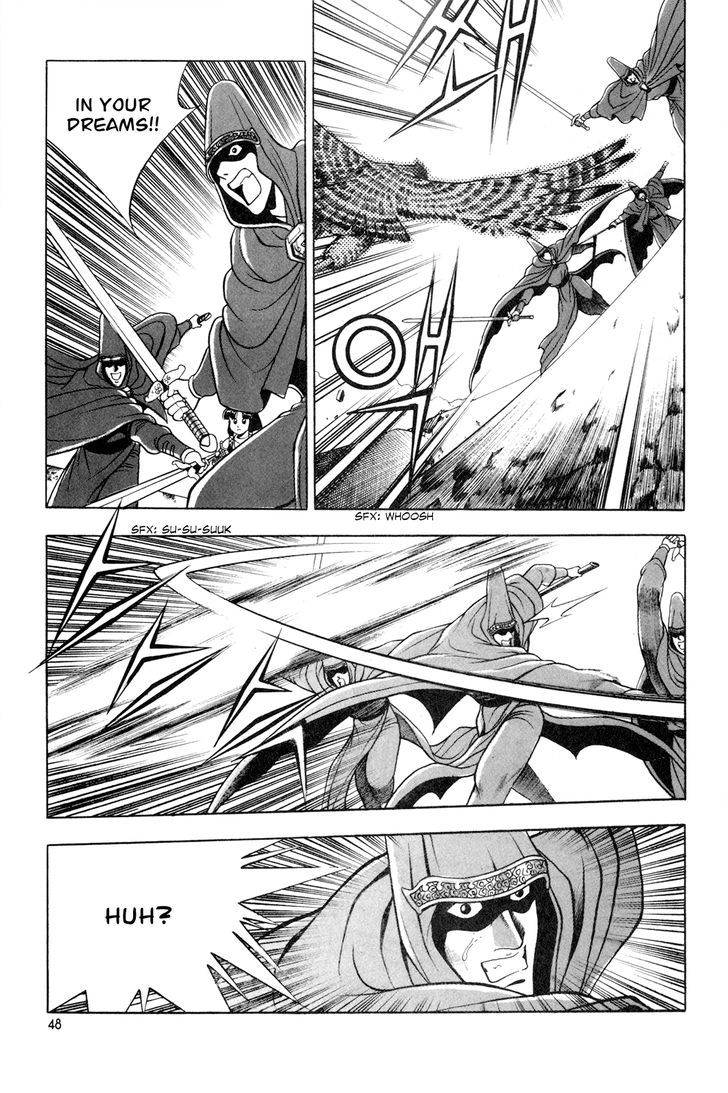 IN YOUR
DREAMS!!
SFX: WHOOSH
SFX: SU-SU-SUUK
HUH?
48